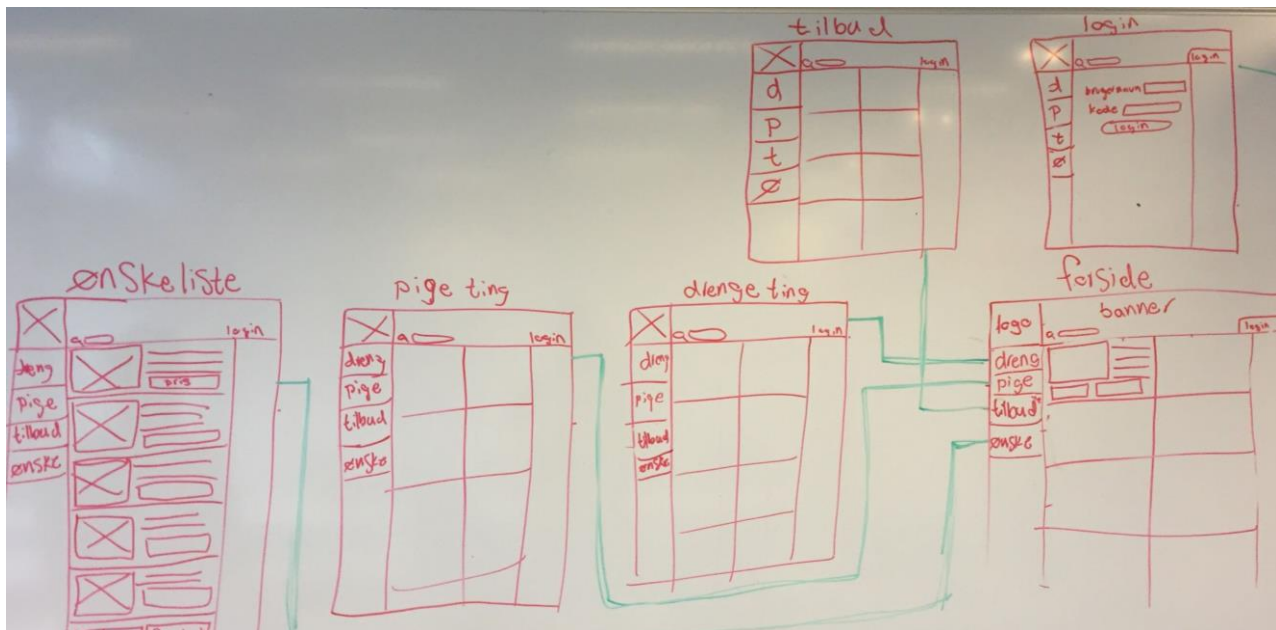 tilbud
login
login
d
p
t
ø
login
d
p
t
ø
brugernavn
kode
login
ønskeliste
login
dreng
pige
tilbud
ønske
pris
pige ting
login
dreng
pige
tilbud
ønske
drenge ting
login
dreng
pige
tilbud
ønske
forside
logo
banner
login
dreng
pige
tilbud
ønske